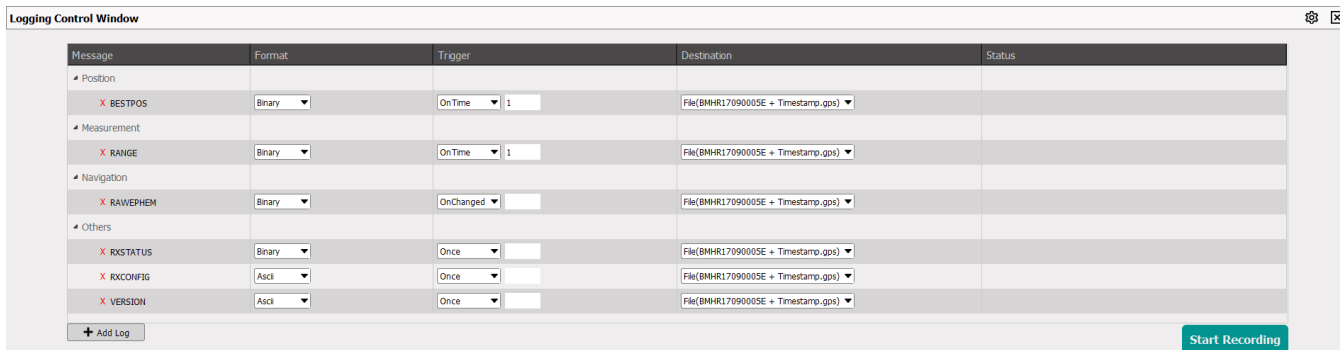 Logging Control Window
Message Format Trigger Destination Status
Position
X BESTPOS Binary OnTime 1 File(BMHR17090005E + Timestamp.gps)
Measurement
X RANGE Binary OnTime 1 File(BMHR17090005E + Timestamp.gps)
Navigation
X RAWEPHEM Binary OnChanged File(BMHR17090005E + Timestamp.gps)
Others
X RXSTATUS Binary Once File(BMHR17090005E + Timestamp.gps)
X RXCONFIG Ascii Once File(BMHR17090005E + Timestamp.gps)
X VERSION Ascii Once File(BMHR17090005E + Timestamp.gps)
+ Add Log
Start Recording